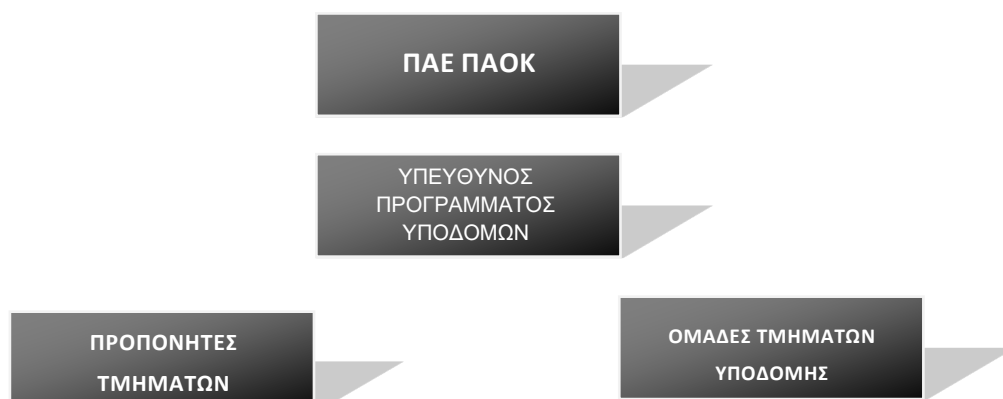 ΠΑΕ ΠΑΟΚ
ΥΠΕΥΘΥΝΟΣ
ΠΡΟΓΡΑΜΜΑΤΟΣ
ΥΠΟΔΟΜΩΝ
ΠΡΟΠΟΝΗΤΕΣ
ΤΜΗΜΑΤΩΝ
ΟΜΑΔΕΣ ΤΜΗΜΑΤΩΝ
ΥΠΟΔΟΜΗΣ